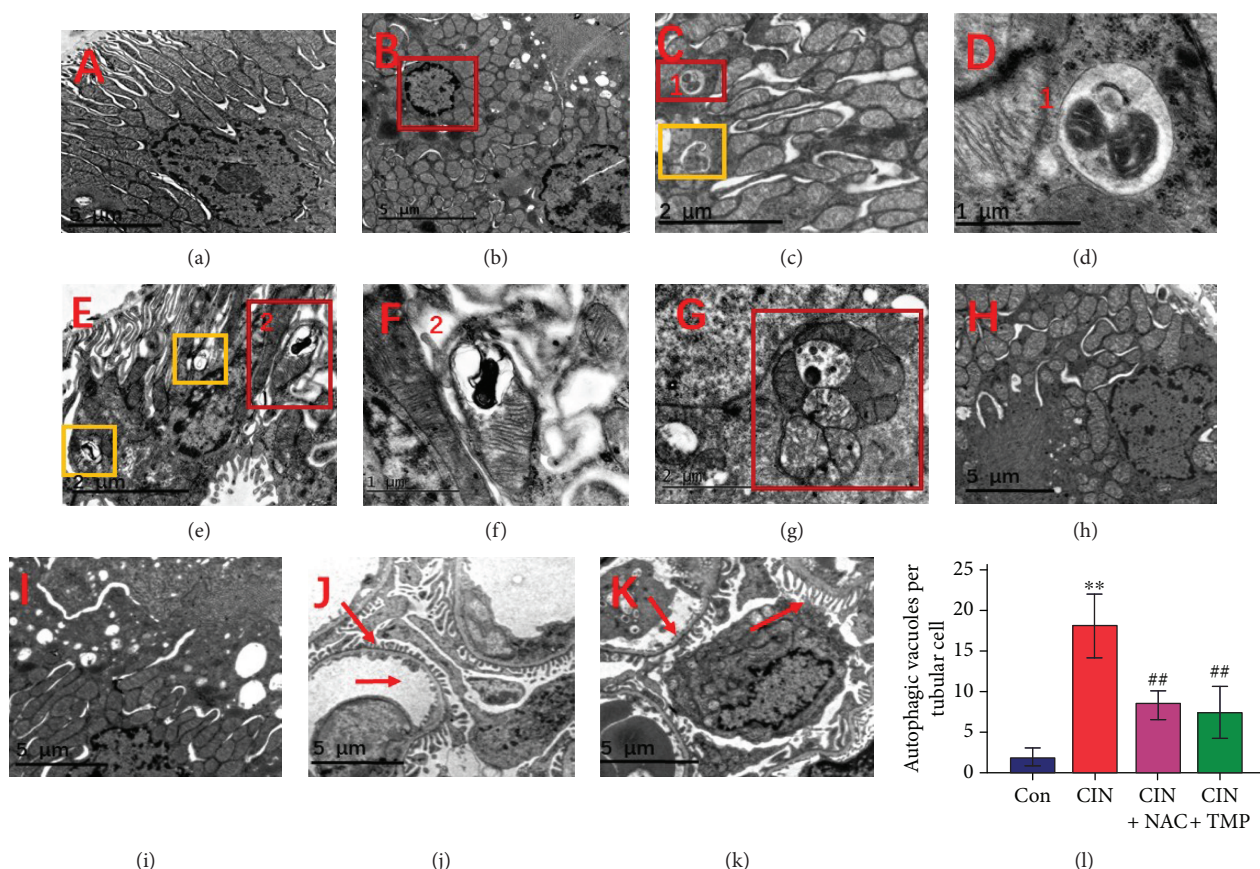 A
5 μm
(a)
B
5 μm
(b)
C
1
2 μm
(c)
D
1
1 μm
(d)
E
2
2 μm
(e)
F
2
1 μm
(f)
G
2 μm
(g)
H
5 μm
(h)
I
5 μm
(i)
J
5 μm
(j)
K
5 μm
(k)
Autophagic vacuoles per
tubular cell
25
20
15
10
5
0
**
##
##
Con
CIN
CIN
+ NAC
CIN
+ TMP
(l)